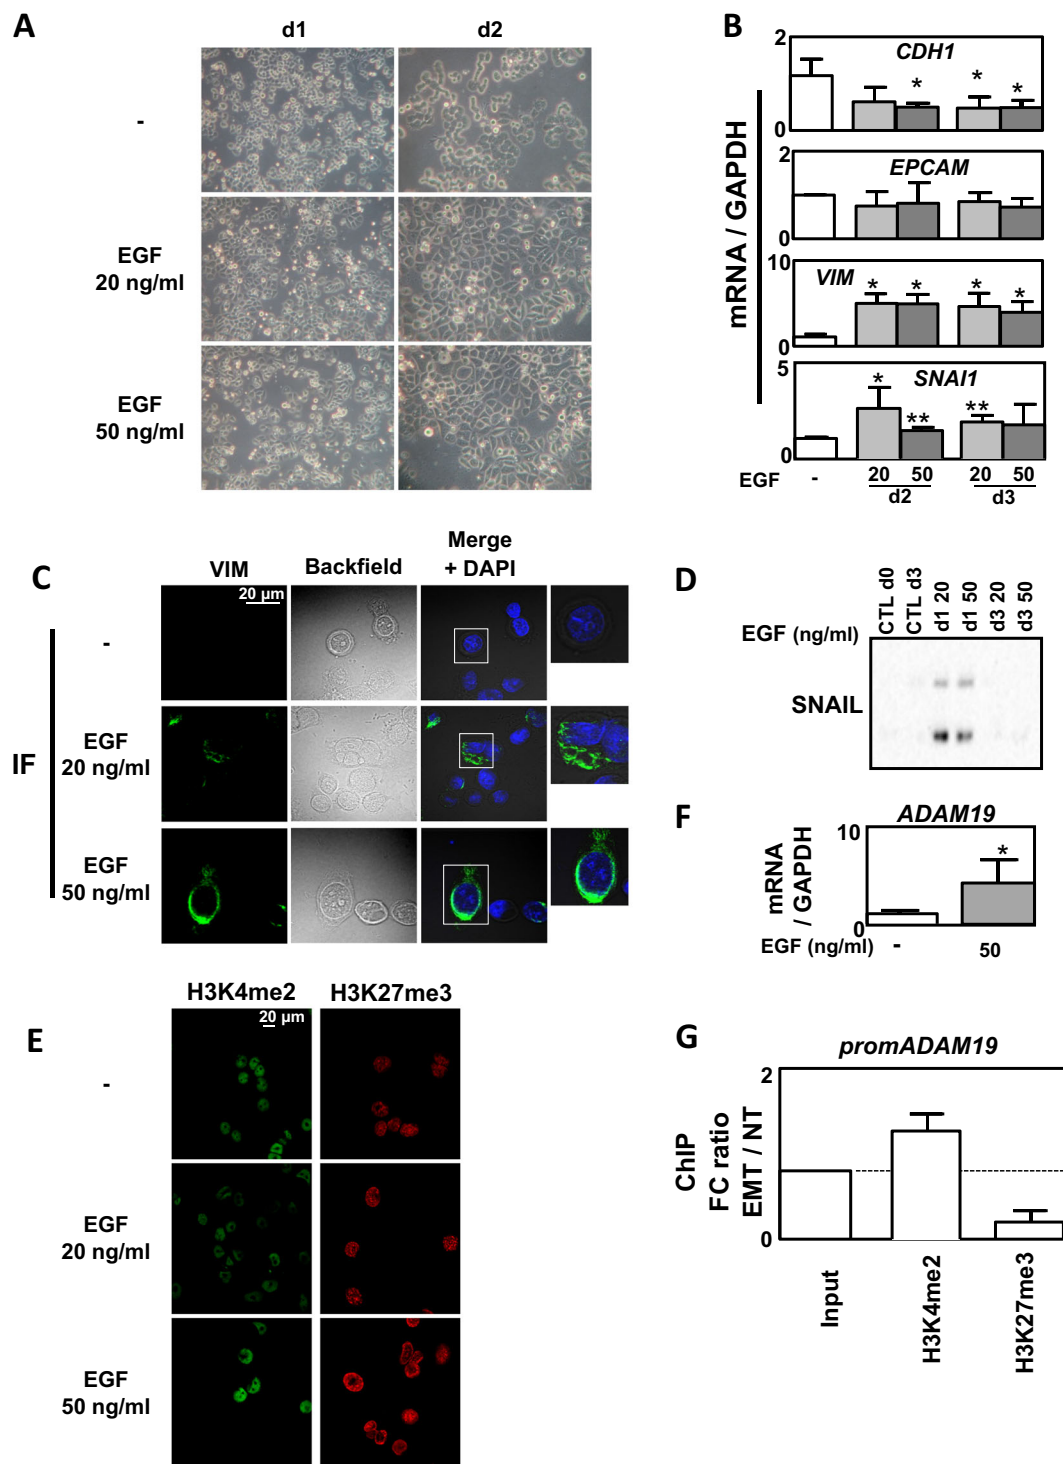 A
d1
d2
-
EGF
20 ng/ml
EGF
50 ng/ml
B
mRNA / GAPDH
2
CDH1
*
*
*
0
2
EPCAM
0
10
VIM
*
*
*
*
0
5
SNAI1
*
**
**
0
EGF
-
20
50
20
50
d2
d3
C
VIM
Backfield
Merge
+ DAPI
20 µm
IF
-
EGF
20 ng/ml
EGF
50 ng/ml
D
EGF (ng/ml)
CTL d0
CTL d3
d1 20
d1 50
d3 20
d3 50
SNAIL
F
ADAM19
mRNA
/ GAPDH
10
*
0
EGF (ng/ml)
-
50
E
H3K4me2
H3K27me3
20 µm
-
EGF
20 ng/ml
EGF
50 ng/ml
G
promADAM19
ChIP
FC ratio
EMT / NT
2
0
Input
H3K4me2
H3K27me3